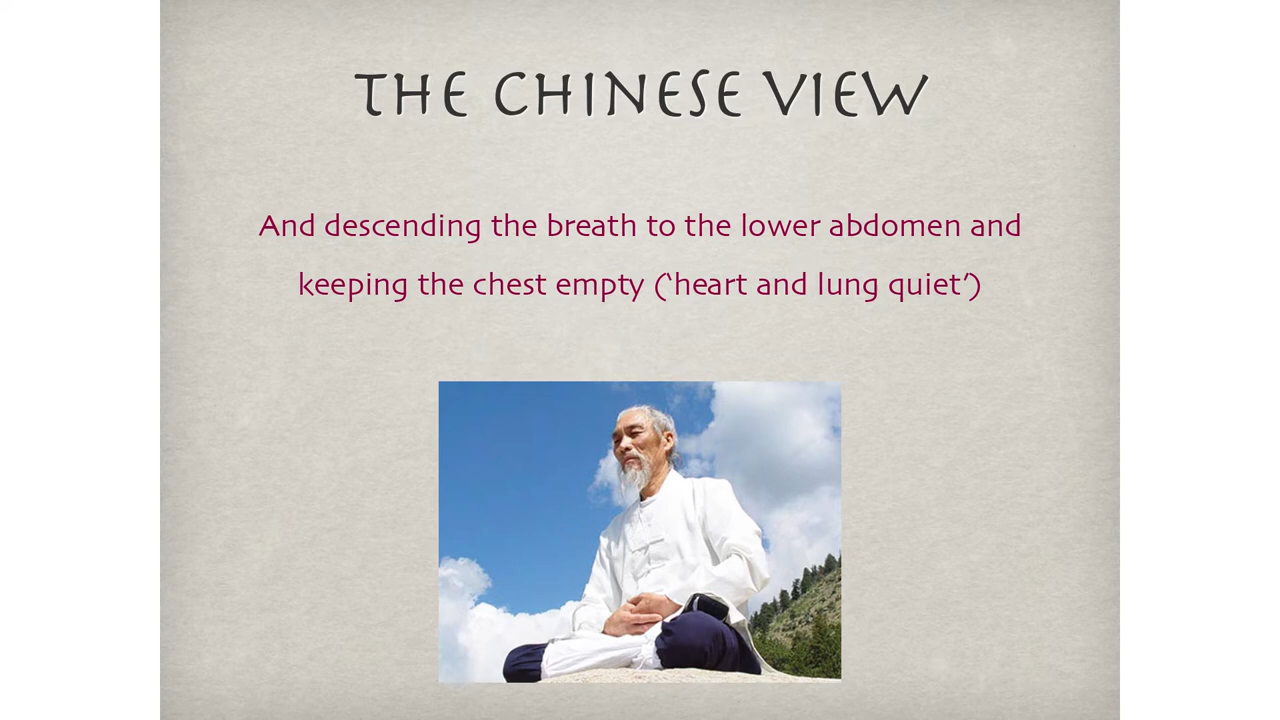 THE CHINESE VIEW
And descending the breath to the lower abdomen and
keeping the chest empty (‘heart and lung quiet’)